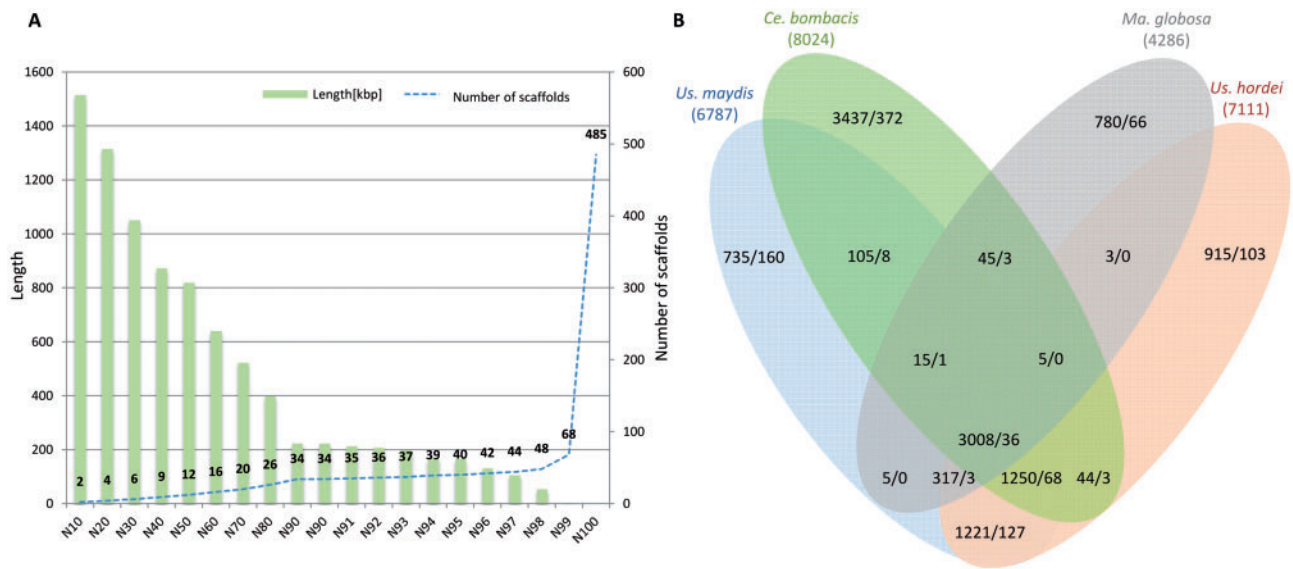 A
1600
1400
1200
1000
800
600
400
200
0
Length
Length[kbp]
Number of scaffolds
600
500
400
300
200
100
0
Number of scaffolds
2 4 6 9 12 16 20 26 34 34 35 36 37 39 40 42 44 48 68 485
N10 N20 N30 N40 N50 N60 N70 N80 N90 N90 N91 N92 N93 N94 N95 N96 N97 N98 N99 N100
B
Ce. bombacis
(8024)
Ma. globosa
(4286)
Us. maydis
(6787)
Us. hordei
(7111)
3437/372 780/66
735/160 105/8 45/3 3/0 915/103
15/1 5/0
3008/36
5/0 317/3 1250/68 44/3
1221/127